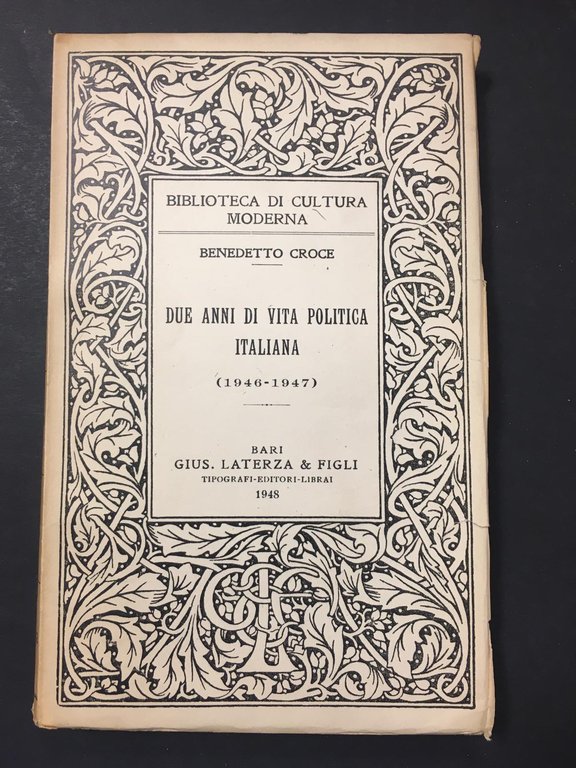 BIBLIOTECA DI CULTURA
MODERNA
BENEDETTO CROCE
DUE ANNI DI VITA POLITICA
ITALIANA
(1946-1947)
BARI
GIUS. LATERZA & FIGLI
TIPOGRAFI-EDITORI-LIBRAI
1948